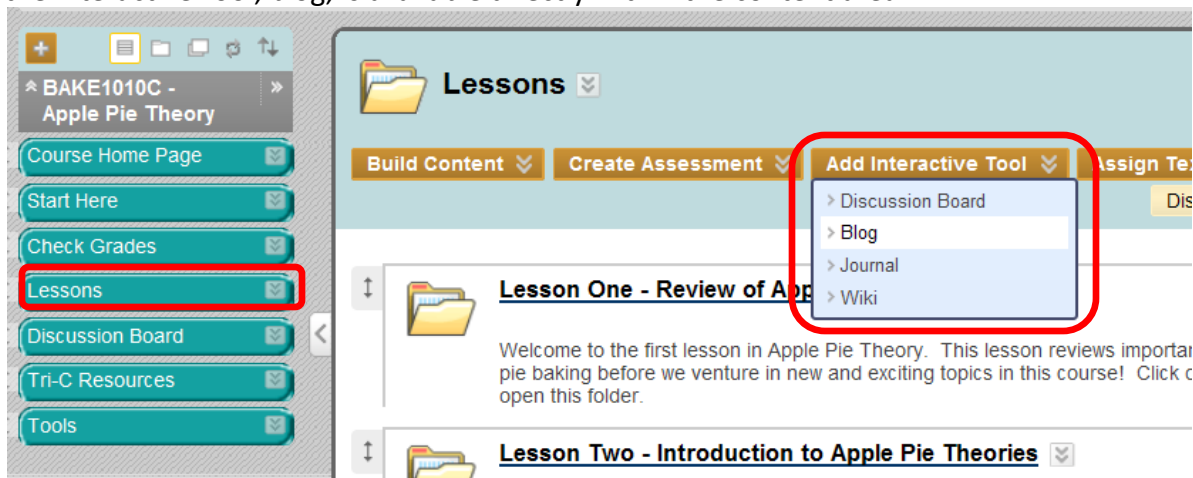 BAKE1010C -
Apple Pie Theory
Course Home Page
Start Here
Check Grades
Lessons
Discussion Board
Tri-C Resources
Tools
Lessons
Build Content
Create Assessment
Add Interactive Tool
Assign
Discussion Board
Blog
Journal
Wiki
Lesson One - Review of
Welcome to the first lesson in Apple Pie Theory. This lesson reviews
pie baking before we venture in new and exciting topics in this course! Click
open this folder.
Lesson Two - Introduction to Apple Pie Theories